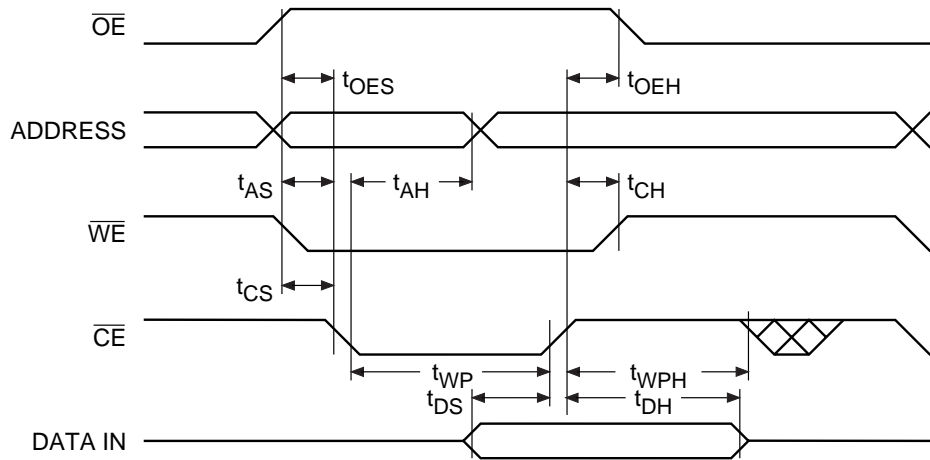 OE
tOES
tOEH
ADDRESS
tAS
tAH
tCH
WE
tCS
CE
tWP
tWPH
tDS
tDH
DATA IN